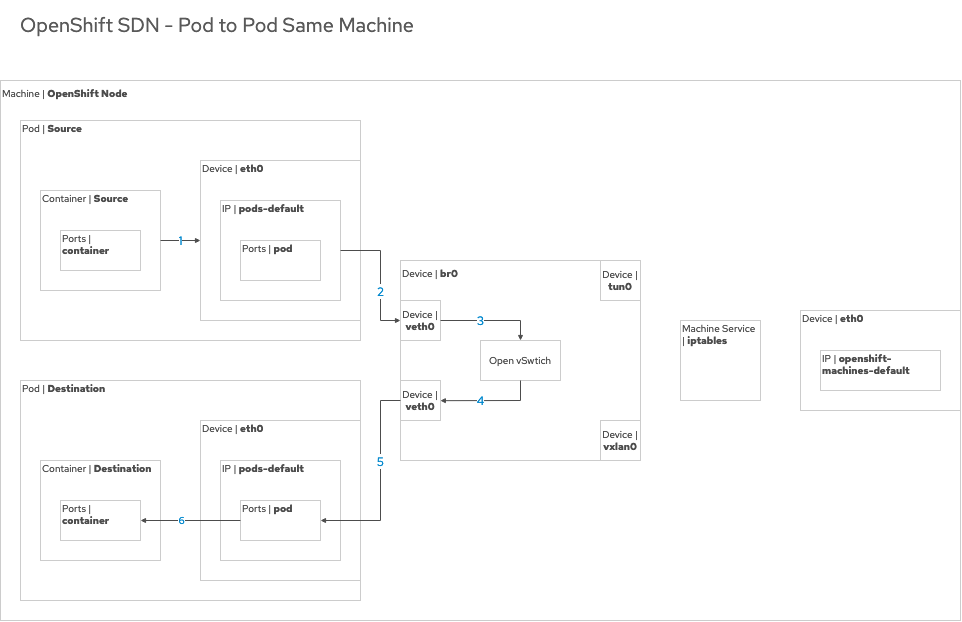 OpenShift SDN - Pod to Pod Same Machine
Machine | OpenShift Node
Pod | Source
Device | eth0
Container | Source
IP | pods-default
Ports |
container
Ports | pod
1
2
Device | br0
Device |
tun0
Device |
veth0
3
Open vSwtich
Machine Service
| iptables
Device | eth0
IP | openshift-
machines-default
Pod | Destination
Device |
veth0
4
Device | eth0
Device |
vxlan0
5
Container | Destination
IP | pods-default
Ports |
container
Ports | pod
6